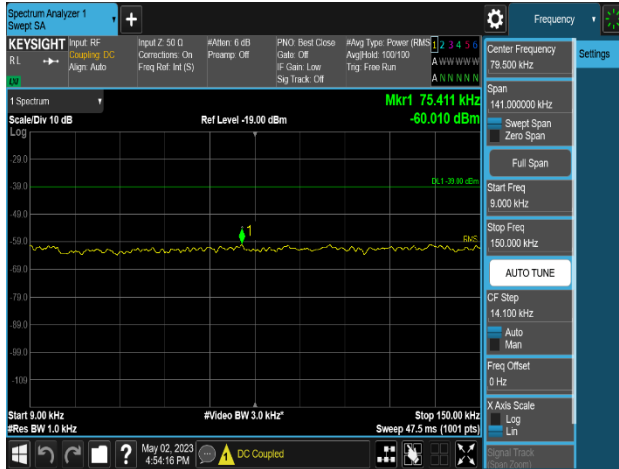 Spectrum Analyzer 1
Swept SA
Frequency
KEYSIGHT
RL
Input: RF
Coupling: DC
Align: Auto
Input Z: 50 Ω
Corrections: On
Freq Ref: Int (S)
#Atten: 6 dB
Preamp: Off
PNO: Best Close
Gate: Off
IF Gain: Low
Sig Track: Off
#Avg Type: Power (RMS
Avg|Hold: 100/100
Trig: Free Run
1 2 3 4 5 6
A W W W W W
A N N N N N
1 Spectrum
Scale/Div 10 dB
Ref Level -19.00 dBm
Mkr1 75.411 kHz
-60.010 dBm
Log
-29.0
-39.0
-49.0
-59.0
-69.0
-79.0
-89.0
-99.0
-109
DL1 -39.00 dBm
1
RMS
Start 9.00 kHz
#Res BW 1.0 kHz
#Video BW 3.0 kHz*
Stop 150.00 kHz
Sweep 47.5 ms (1001 pts)
Center Frequency
79.500 kHz
Settings
Span
141.000000 kHz
Swept Span
Zero Span
Full Span
Start Freq
9.000 kHz
Stop Freq
150.000 kHz
AUTO TUNE
CF Step
14.100 kHz
Auto
Man
Freq Offset
0 Hz
X Axis Scale
Log
Lin
Signal Track
(Span Zoom)
?
May 02, 2023
4:54:16 PM
DC Coupled